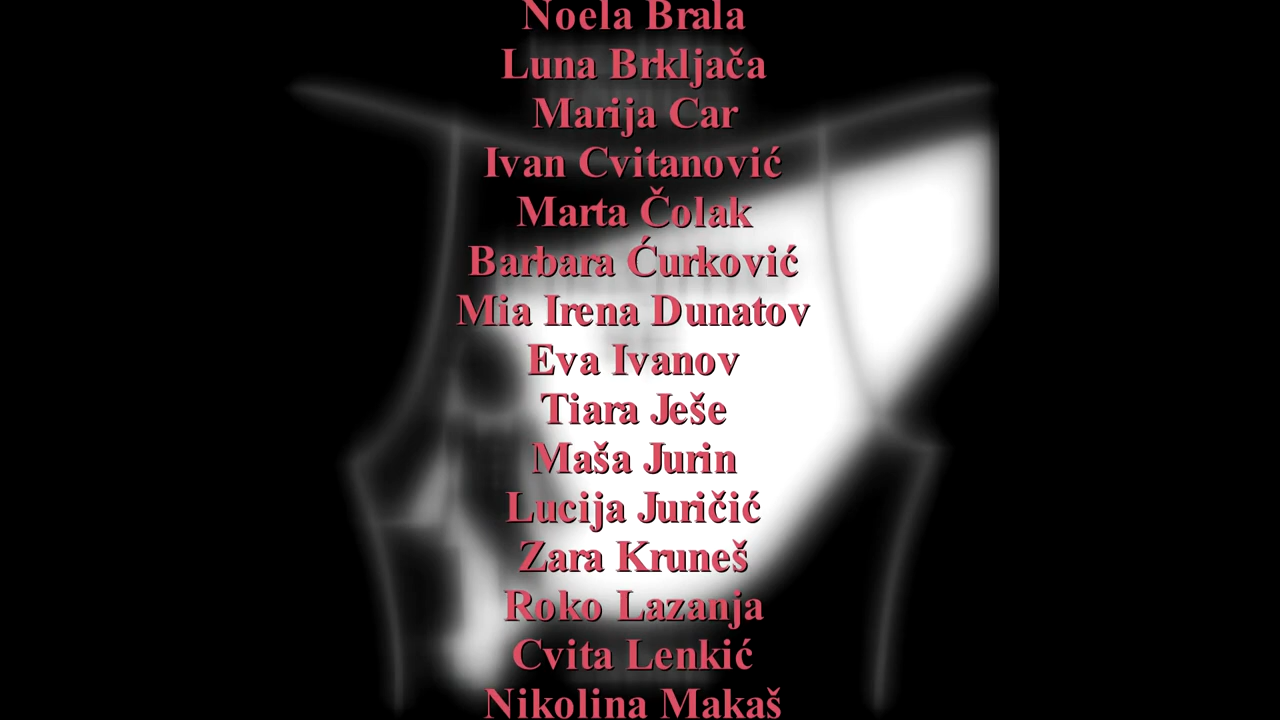 Noela Brala
Luna Brkljača
Marija Car
Ivan Cvitanović
Marta Čolak
Barbara Ćurković
Mia Irena Dunatov
Eva Ivanov
Tiara Ješe
Maša Jurin
Lucija Juričić
Zara Kruneš
Roko Lazanja
Cvita Lenkić
Nikolina Makaš